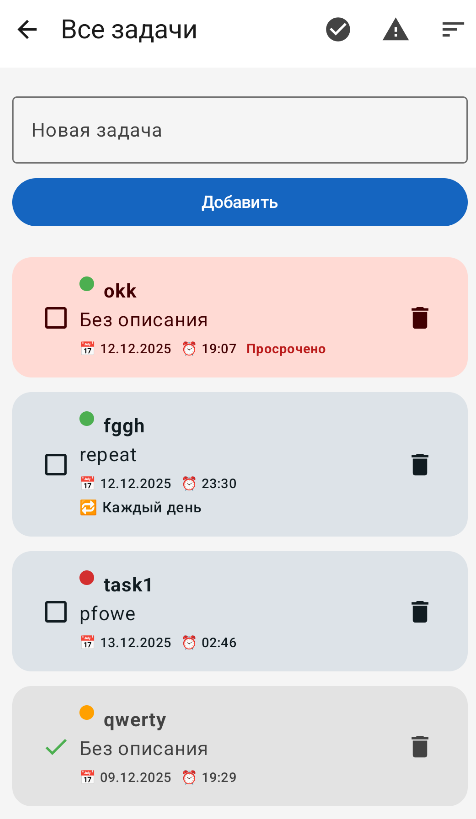 Все задачи
Новая задача
Добавить
okk
Без описания
📅 12.12.2025 ⏰ 19:07 Просрочено
fggh
repeat
📅 12.12.2025 ⏰ 23:30
🔁 Каждый день
task1
pfowe
📅 13.12.2025 ⏰ 02:46
qwerty
Без описания
📅 09.12.2025 ⏰ 19:29